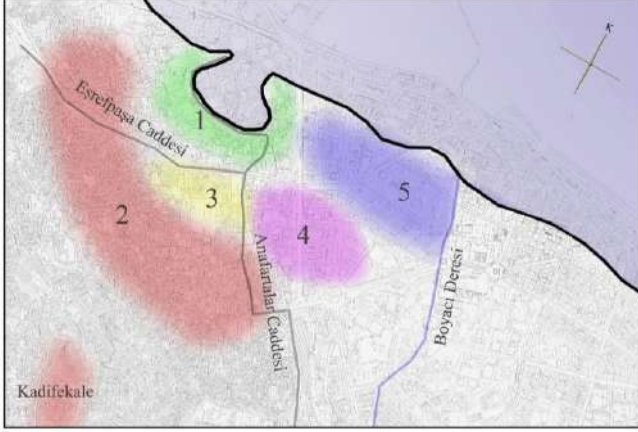 K
Eşrefpaşa Caddesi
1
2
3
4
5
Anafartalar Caddesi
Boyacı Deresi
Kadifekale